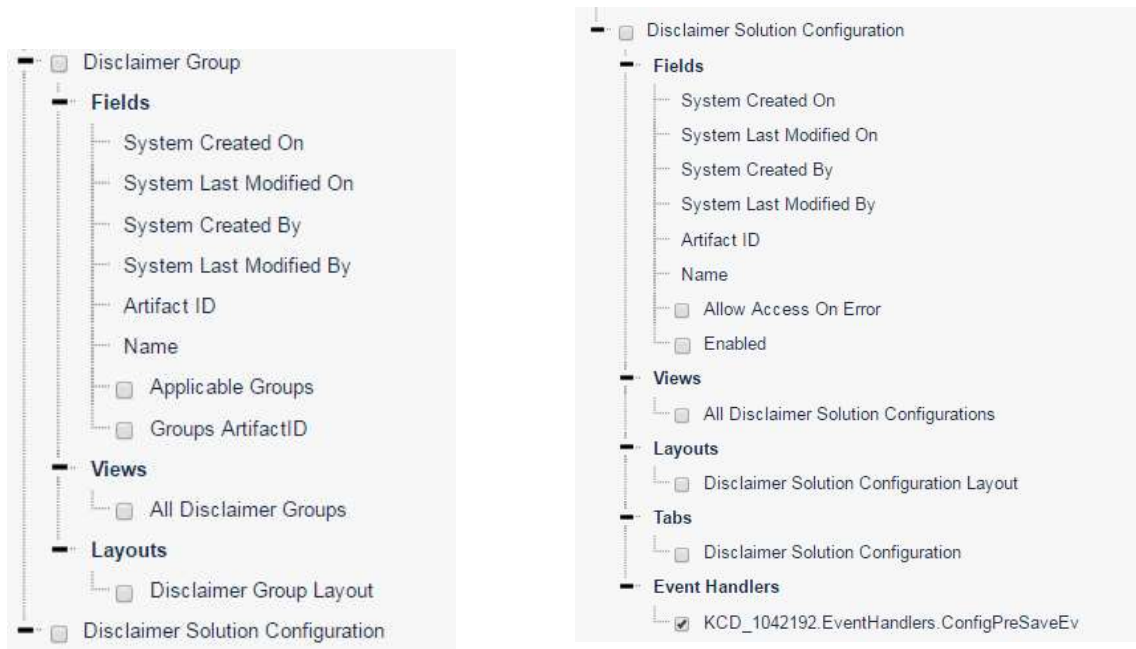 Disclaimer Group
Fields
System Created On
System Last Modified On
System Created By
System Last Modified By
Artifact ID
Name
Applicable Groups
Groups ArtifactID
Views
All Disclaimer Groups
Layouts
Disclaimer Group Layout
Disclaimer Solution Configuration
Disclaimer Solution Configuration
Fields
System Created On
System Last Modified On
System Created By
System Last Modified By
Artifact ID
Name
Allow Access On Error
Enabled
Views
All Disclaimer Solution Configurations
Layouts
Disclaimer Solution Configuration Layout
Tabs
Disclaimer Solution Configuration
Event Handlers
KCD_1042192.EventHandlers.ConfigPreSaveEv